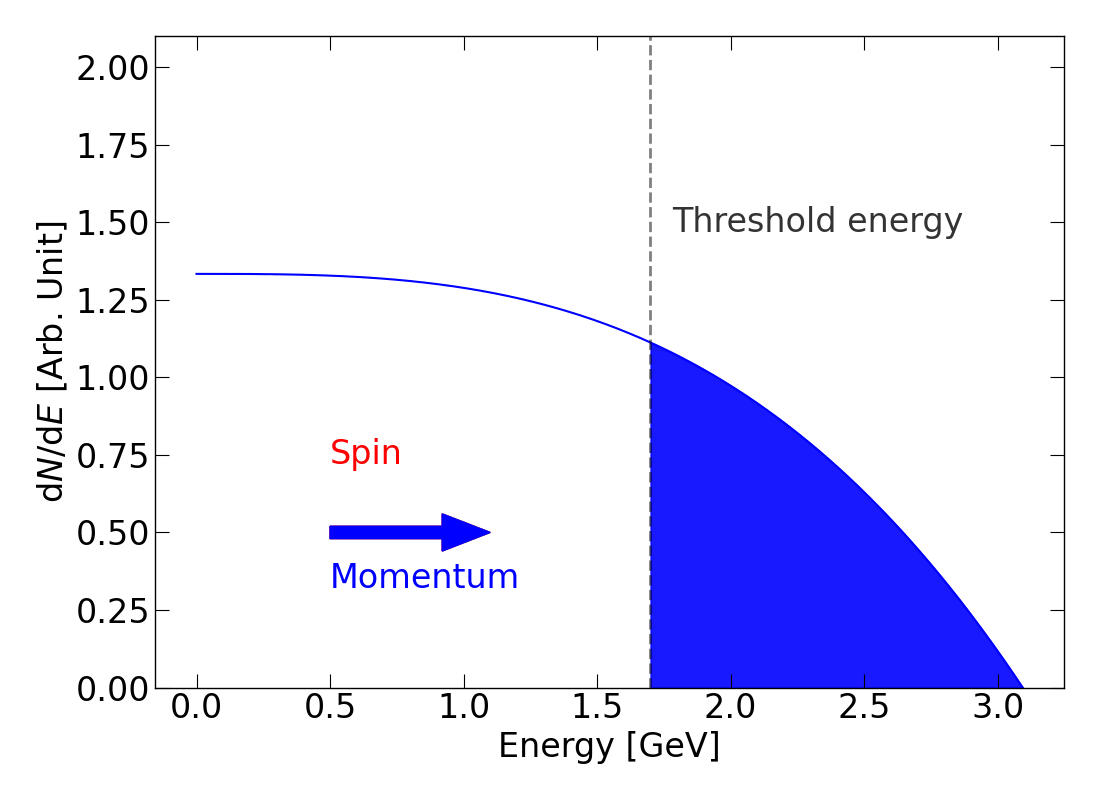 2.00
1.75
1.50
1.25
1.00
0.75
0.50
0.25
0.00
dN/dE [Arb. Unit]
Threshold energy
Spin
Momentum
0.0 0.5 1.0 1.5 2.0 2.5 3.0
Energy [GeV]